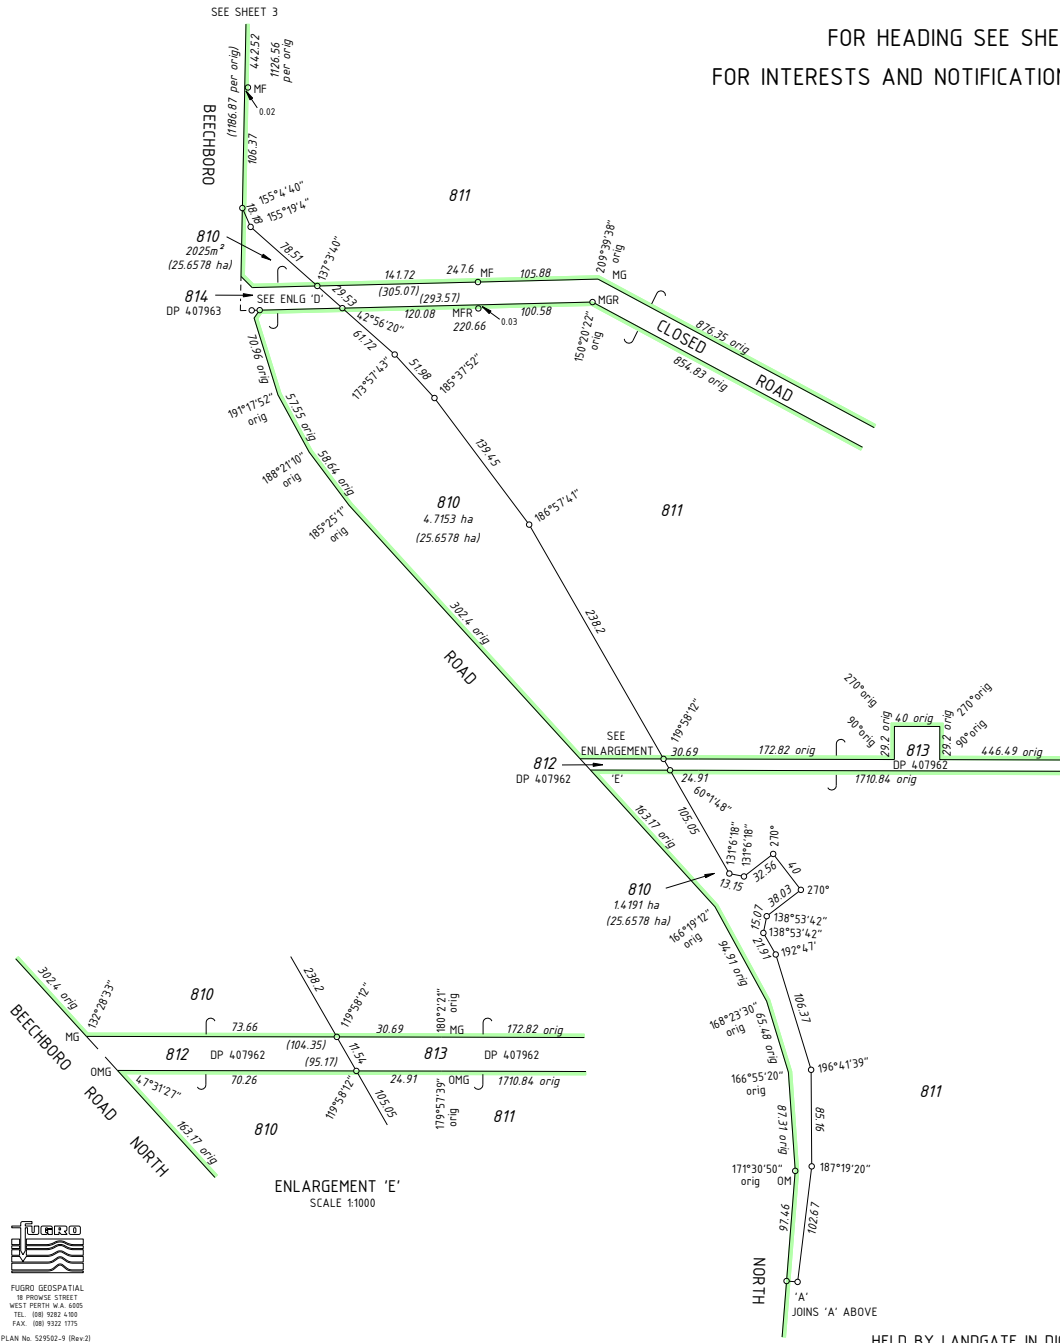 SEE SHEET 3
FOR HEADING SEE SHE
FOR INTERESTS AND NOTIFICATION
(1186.87 per orig)
442.52
1126.56
per orig
MF
0.02
BEECHBORO
106.37
811
155°4'40"
18.18
155°19'4"
810
2025m²
(25.6578 ha)
78.51
137°3'40"
141.72
247.6
MF
105.88
209°39'38"
orig
MG
814
DP 407963
SEE ENLG 'D'
29.53
(305.07)
(293.57)
120.08
MFR
220.66
0.03
100.58
MGR
42°56'20"
61.72
150°20'22"
orig
CLOSED
ROAD
876.35 orig
854.83 orig
70.96 orig
173°57'43"
51.98
185°37'52"
191°17'52"
orig
57.55 orig
139.45
188°21'10"
orig
58.64 orig
810
4.7153 ha
(25.6578 ha)
186°57'41"
811
185°25'1"
orig
302.4 orig
238.2
ROAD
119°58'12"
270°orig
90°orig
29.2 orig
40 orig
29.2 orig
270°orig
90°orig
813
DP 407962
SEE
ENLARGEMENT
'E'
30.69
172.82 orig
446.49 orig
812
DP 407962
24.91
1710.84 orig
60°1'48"
105.05
163.17 orig
131°6'18"
131°6'18"
270°
13.15
32.56
40
270°
810
1.4191 ha
(25.6578 ha)
38.03
15.07
138°53'42"
138°53'42"
21.91
192°47'
166°19'12"
orig
94.91 orig
106.37
168°23'30"
orig
65.48 orig
196°41'39"
166°55'20"
orig
811
87.31 orig
85.16
171°30'50"
orig
OM
187°19'20"
97.94
102.67
NORTH
'A'
JOINS 'A' ABOVE
302.4 orig
132°28'33"
810
238.2
119°58'12"
180°2'21"
orig
BEECHBORO
ROAD
NORTH
MG
73.66
30.69
MG
172.82 orig
(104.35)
11.54
812
DP 407962
(95.17)
813
DP 407962
OMG
47°31'27"
70.26
24.91
OMG
1710.84 orig
119°58'12"
105.05
179°57'39"
orig
163.17 orig
810
811
ENLARGEMENT 'E'
SCALE 1:1000
FUGRO
FUGRO GEOSPATIAL
18 PROWSE STREET
WEST PERTH W.A. 6005
TEL. (08) 9282 4100
FAX. (08) 9322 1775
PLAN No. S29502-9 (Rev:2)
HELD BY LANDGATE IN DI